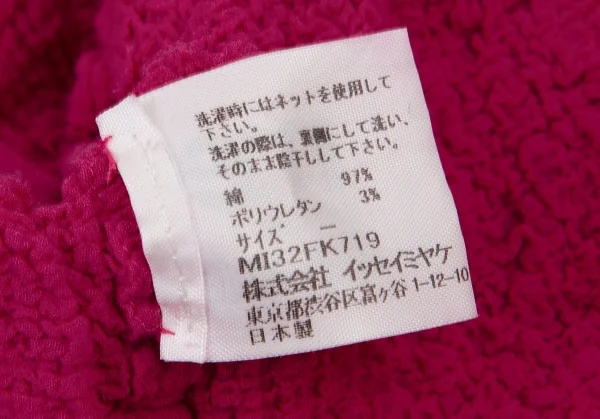 洗濯時にはネットを使用して
下さい。
洗濯の際は、裏側にして洗い、
そのまま陰干しして下さい。
綿 97%
ポリウレタン 3%
サイズ －
MI32FK719
株式会社 イッセイミヤケ
東京都渋谷区富ヶ谷1-12-10
日本製